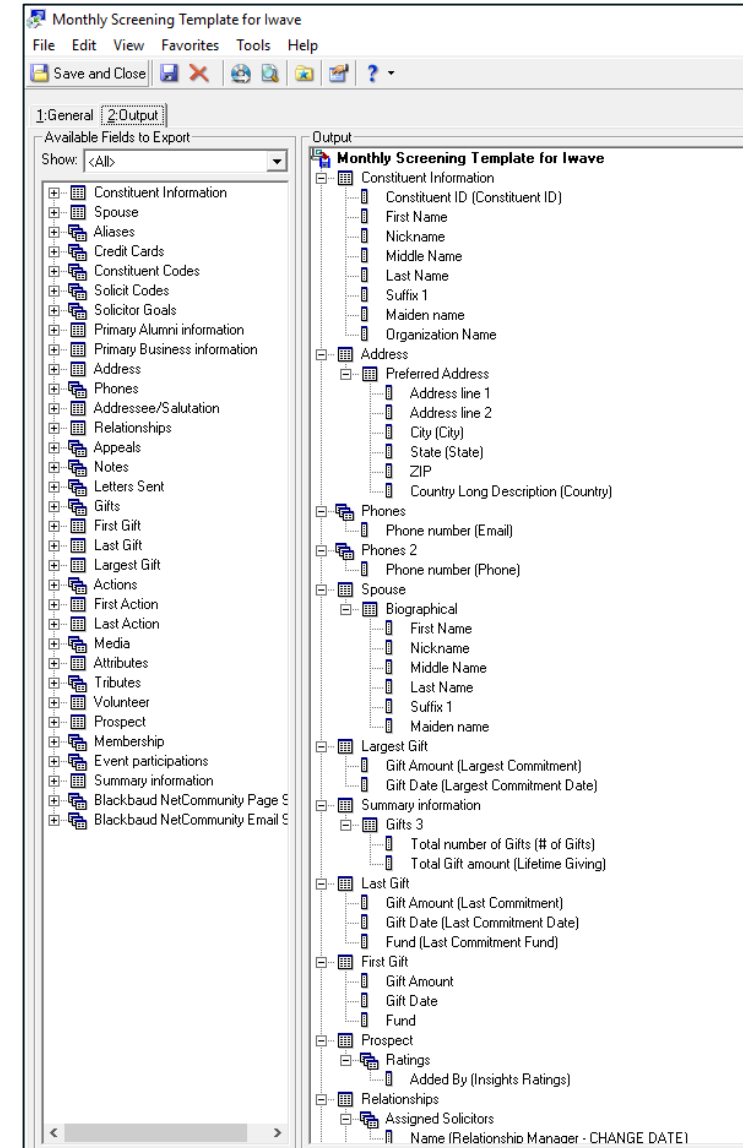 Monthly Screening Template for Iwave
File Edit View Favorites Tools Help
Save and Close ?
1:General 2:Output
Available Fields to Export
Show: <All>
Constituent Information
Spouse
Aliases
Credit Cards
Constituent Codes
Solicit Codes
Solicitor Goals
Primary Alumni information
Primary Business information
Address
Phones
Addressee/Salutation
Relationships
Appeals
Notes
Letters Sent
Gifts
First Gift
Last Gift
Largest Gift
Actions
First Action
Last Action
Media
Attributes
Tributes
Volunteer
Prospect
Membership
Event participations
Summary information
Blackbaud NetCommunity Page S
Blackbaud NetCommunity Email S
Output
Monthly Screening Template for Iwave
Constituent Information
Constituent ID (Constituent ID)
First Name
Nickname
Middle Name
Last Name
Suffix 1
Maiden name
Organization Name
Address
Preferred Address
Address line 1
Address line 2
City (City)
State (State)
ZIP
Country Long Description (Country)
Phones
Phone number (Email)
Phones 2
Phone number (Phone)
Spouse
Biographical
First Name
Nickname
Middle Name
Last Name
Suffix 1
Maiden name
Largest Gift
Gift Amount (Largest Commitment)
Gift Date (Largest Commitment Date)
Summary information
Gifts 3
Total number of Gifts (# of Gifts)
Total Gift amount (Lifetime Giving)
Last Gift
Gift Amount (Last Commitment)
Gift Date (Last Commitment Date)
Fund (Last Commitment Fund)
First Gift
Gift Amount
Gift Date
Fund
Prospect
Ratings
Added By (Insights Ratings)
Relationships
Assigned Solicitors
Name (Relationship Manager - CHANGE DATE)